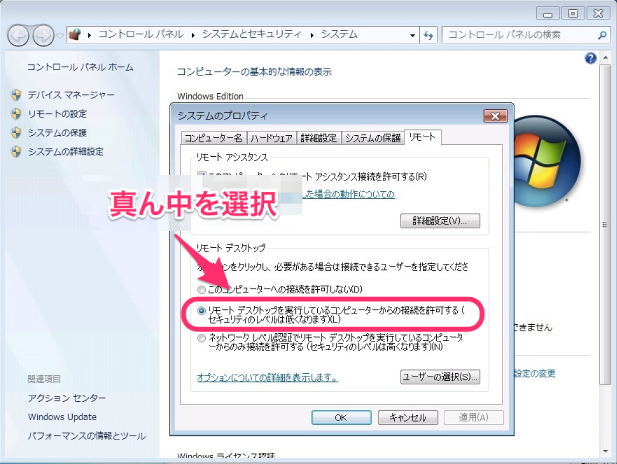 コントロール パネル ▸ システムとセキュリティ ▸ システム
コントロール パネルの検索
コントロール パネル ホーム
デバイス マネージャー
リモートの設定
システムの保護
システムの詳細設定
関連項目
アクション センター
Windows Update
パフォーマンスの情報とツール
コンピューターの基本的な情報の表示
Windows Edition
システムのプロパティ
コンピューター名
ハードウェア
詳細設定
システムの保護
リモート
リモート アシスタンス
このコンピューターへのリモート アシスタンス接続を許可する(R)
した場合の動作についての
真ん中を選択
詳細設定(V)...
リモート デスクトップ
をクリックし、必要がある場合は接続できるユーザーを指定してくださ
このコンピューターへの接続を許可しない(D)
リモート デスクトップを実行しているコンピューターからの接続を許可する (
セキュリティのレベルは低くなります)(L)
ネットワーク レベル認証でリモート デスクトップを実行しているコンピュータ
ーからのみ接続を許可する (セキュリティのレベルは高くなります)(N)
オプションについての詳細を表示します。
ユーザーの選択(S)...
OK
キャンセル
適用(A)
できません
設定の変更
Windows ライセンス認証